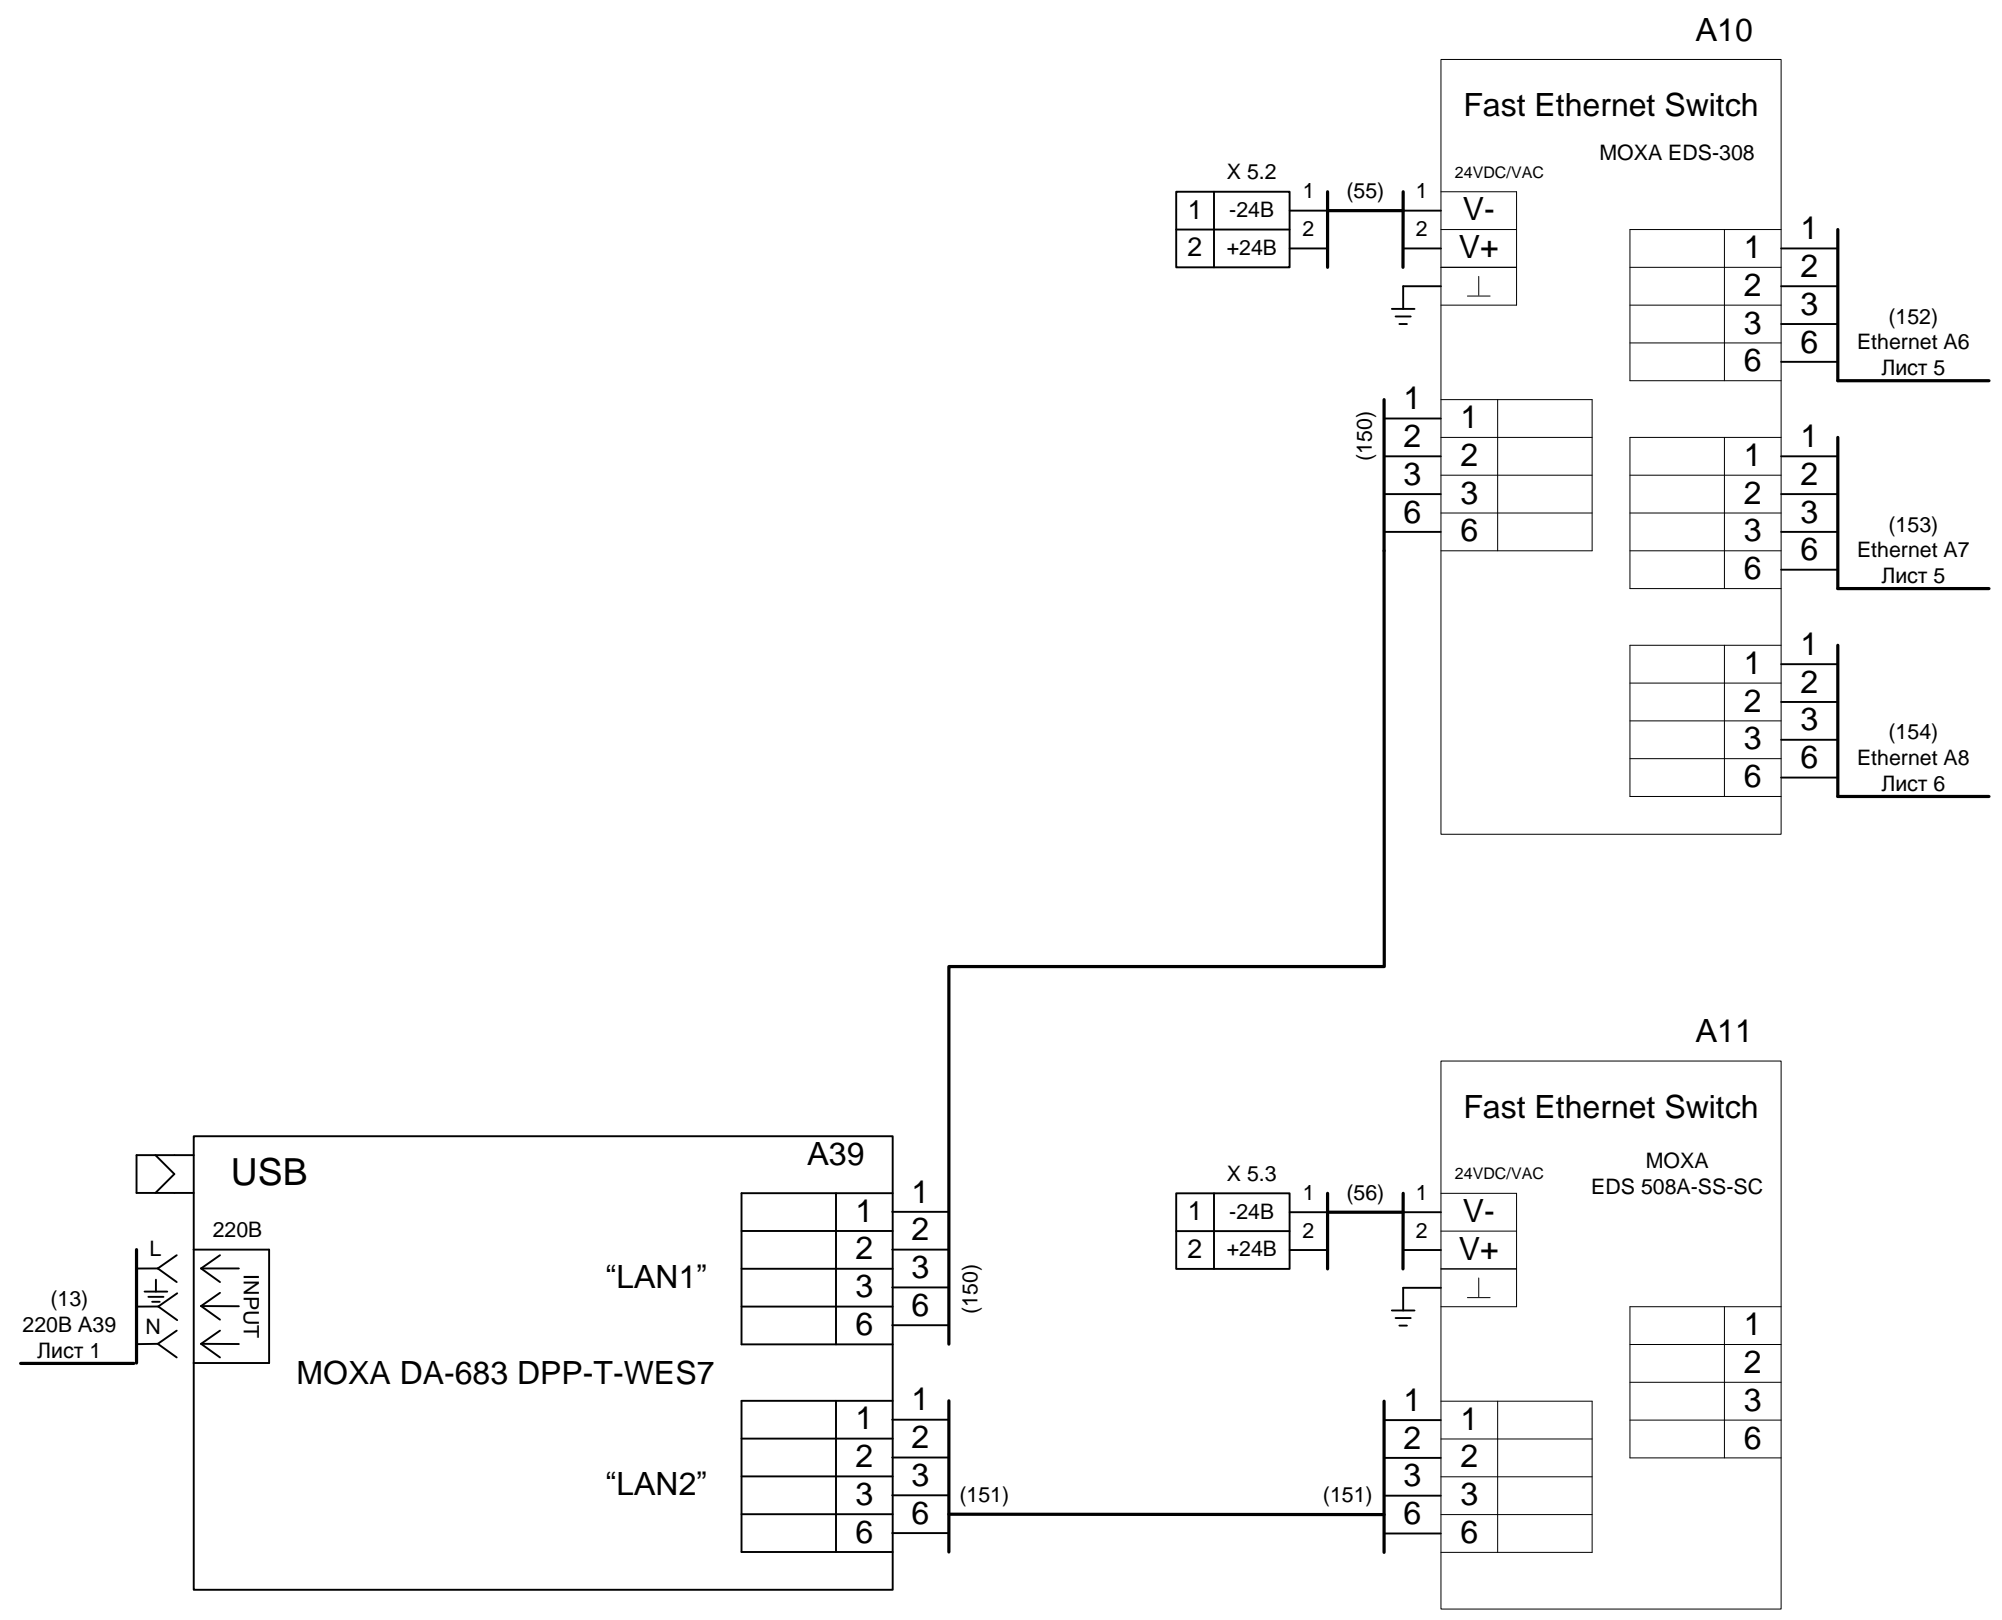 A10
Fast Ethernet Switch
MOXA EDS-308
24VDC/VAC
X 5.2
1 -24В 1 (55) 1 V-
2 +24В 2 2 V+
1 1
2 2
3 3
6 6
(152)
Ethernet A6
Лист 5
(150)
1 1
2 2
3 3
6 6
1 1
2 2
3 3
6 6
(153)
Ethernet A7
Лист 5
1 1
2 2
3 3
6 6
(154)
Ethernet A8
Лист 6
A11
Fast Ethernet Switch
MOXA
EDS 508A-SS-SC
24VDC/VAC
X 5.3
1 -24В 1 (56) 1 V-
2 +24В 2 2 V+
1
2
3
6
A39
USB
220В
L
N
INPUT
(13)
220В A39
Лист 1
“LAN1”
1 1
2 2
3 3
6 6
(150)
MOXA DA-683 DPP-T-WES7
“LAN2”
1 1
2 2
3 3
6 6
(151)
(151)
1 1
2 2
3 3
6 6